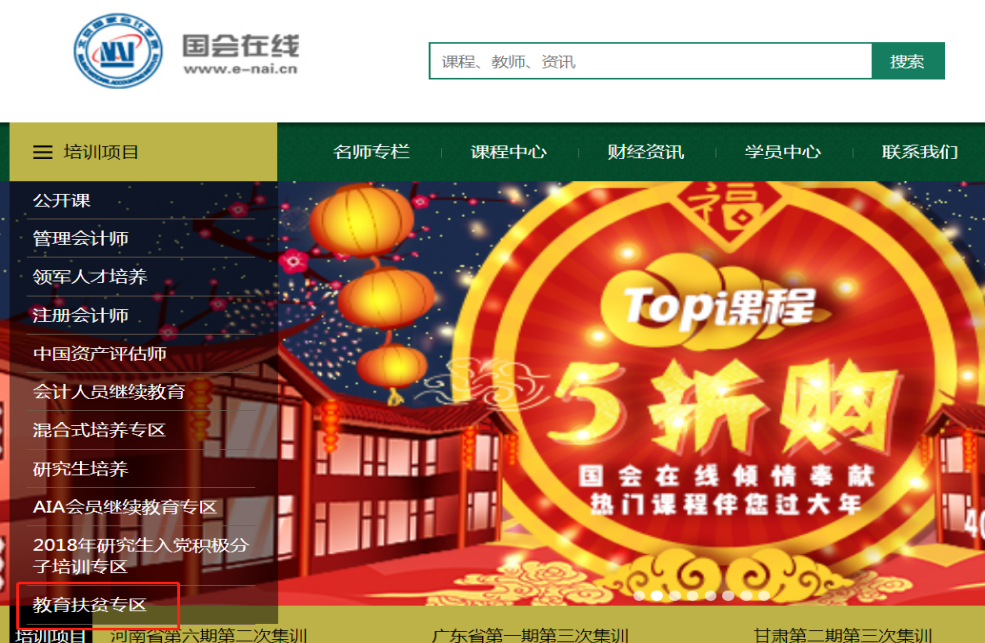 国会在线
www.e-nai.cn
课程、教师、资讯
搜索
培训项目
名师专栏
课程中心
财经资讯
学员中心
联系我们
公开课
管理会计师
领军人才培养
注册会计师
中国资产评估师
会计人员继续教育
混合式培养专区
研究生培养
AIA会员继续教育专区
2018年研究生入党积极分
子培训专区
教育扶贫专区
福
Topi课程
5折购
国会在线倾情奉献
热门课程伴您过大年
培训项目
河南省第六期第二次集训
广东省第一期第三次集训
甘肃第二期第三次集训